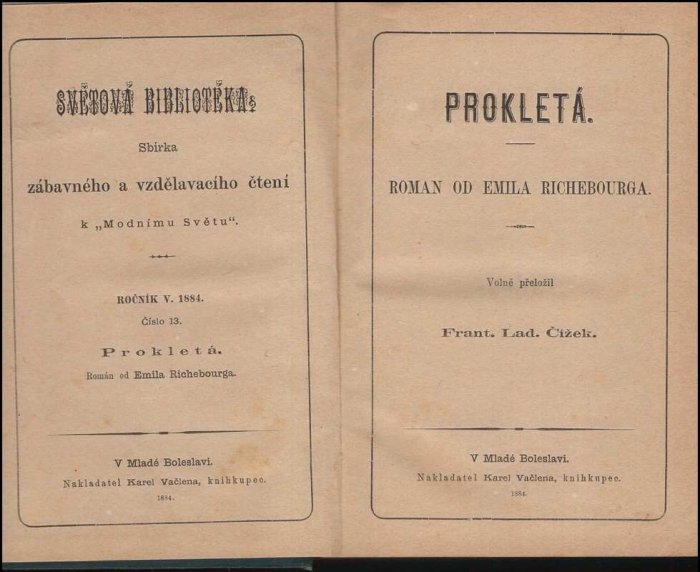 SVĚTOVÁ BIBLIOTÉKA:
Sbírka
zábavného a vzdělavacího čtení
k „Modnímu Světu“.
ROČNÍK V. 1884.
Číslo 13.
Prokletá.
Román od Emila Richebourga.
V Mladé Boleslavi.
Nakladatel Karel Vačlena, knihkupec.
1884.
PROKLETÁ.
ROMAN OD EMILA RICHEBOURGA.
Volně přeložil
Frant. Lad. Čížek.
V Mladé Boleslavi.
Nakladatel Karel Vačlena, knihkupec.
1884.